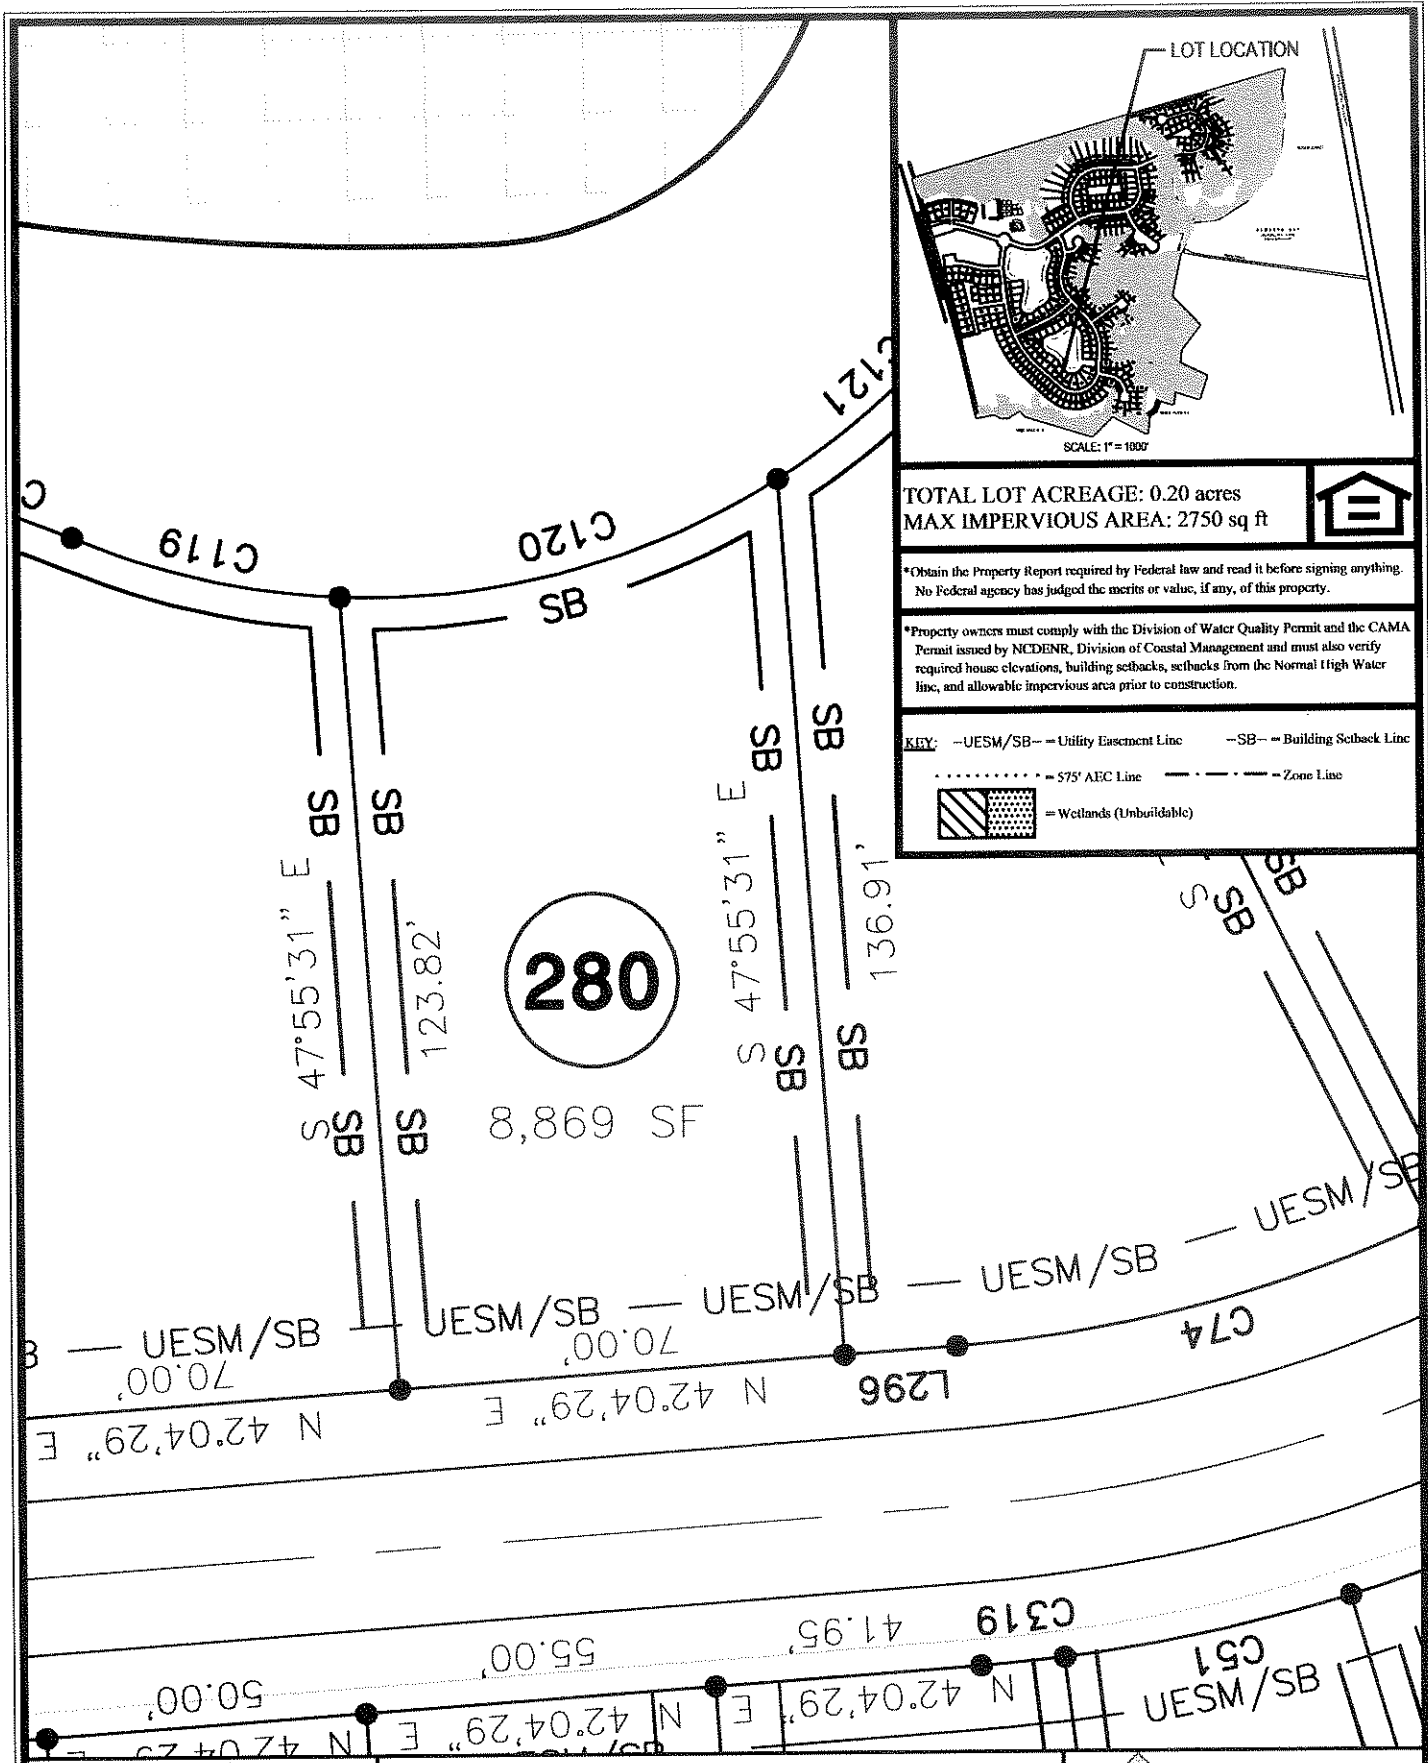 LOT LOCATION
SCALE: 1" = 1000'
TOTAL LOT ACREAGE: 0.20 acres
MAX IMPERVIOUS AREA: 2750 sq ft
*Obtain the Property Report required by Federal law and read it before signing anything.
No Federal agency has judged the merits or value, if any, of this property.
*Property owners must comply with the Division of Water Quality Permit and the CAMA
Permit issued by NCDENR, Division of Coastal Management and must also verify
required house elevations, building setbacks, setbacks from the Normal High Water
line, and allowable impervious area prior to construction.
KEY: --UESM/SB-- = Utility Easement Line --SB-- = Building Setback Line
= 575' AEC Line = Zone Line
= Wetlands (Unbuildable)
C121
C
C119
C120
SB
SB
SB
SB
SB
S 47°55'31" E
123.82'
S 47°55'31" E
136.91'
280
8,869 SF
SB
SB
SB
SB
S
SB
SB
UESM/SB
UESM/SB
UESM/SB
UESM/SB
UESM/SB
B
70.00'
70.00'
N 42°04'29" E
N 42°04'29" E
L296
C74
50.00'
55.00'
41.95'
C319
C51
UESM/SB
N 42°04'29" E
N 42°04'29" E
N 42°04'29" E